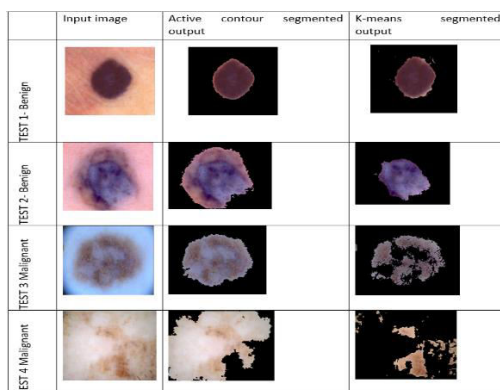 Input image
Active contour segmented
output
K-means segmented
output
TEST 1- Benign
TEST 2- Benign
TEST 3 Malignant
TEST 4 Malignant